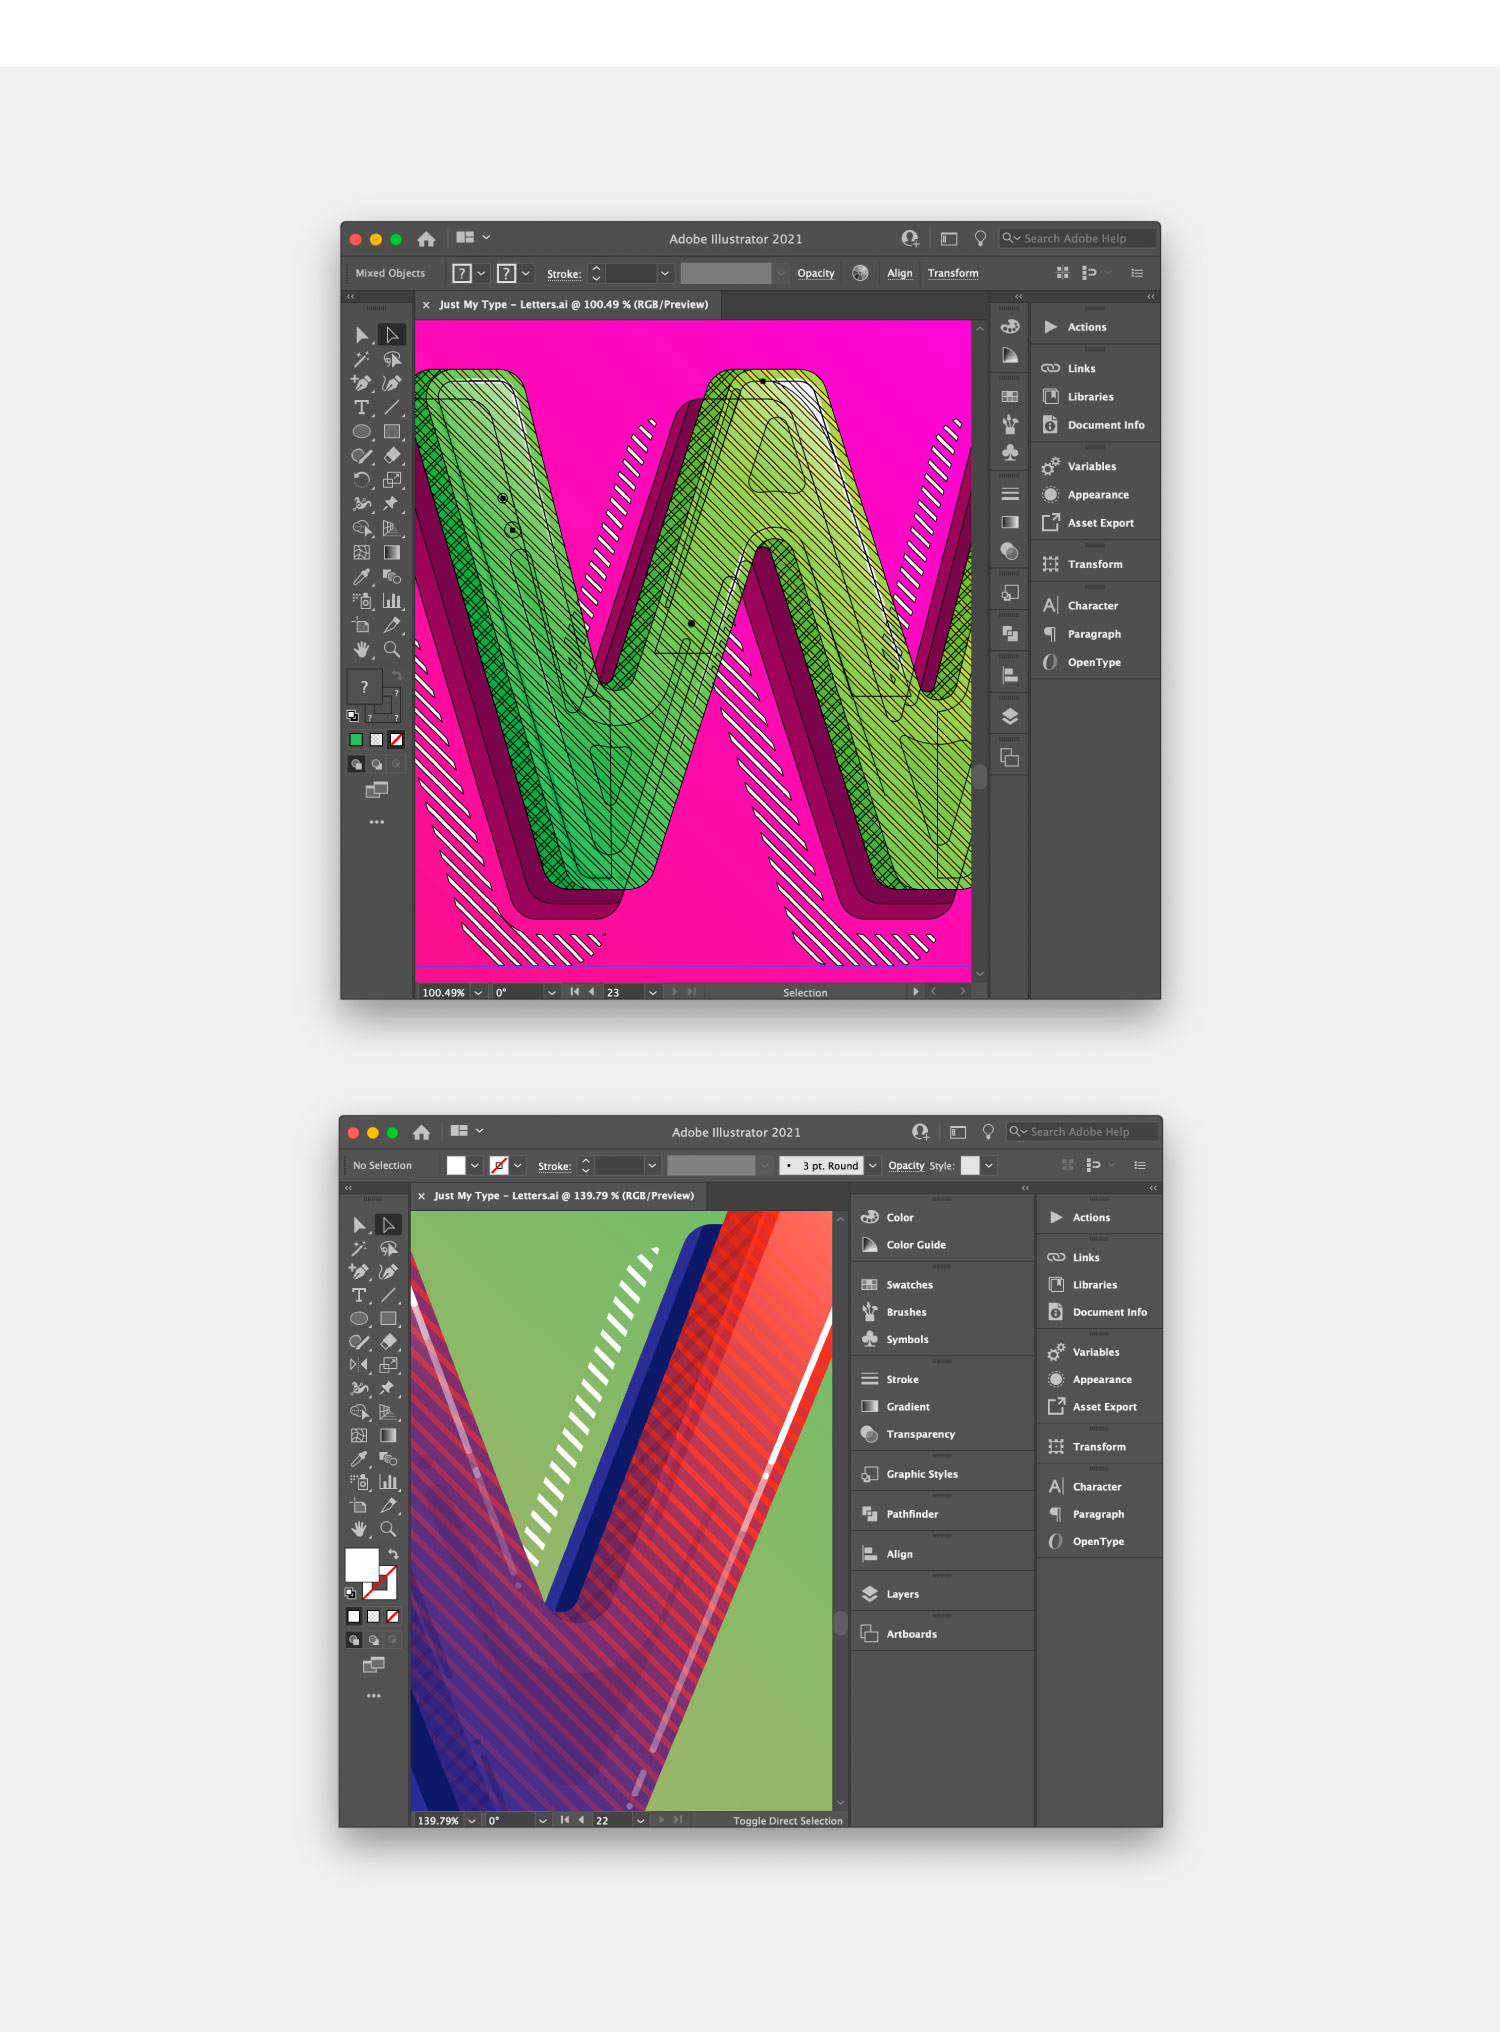 Adobe Illustrator 2021
Search Adobe Help
Mixed Objects
?
?
Stroke:
Opacity
Align
Transform
× Just My Type – Letters.ai @ 100.49 % (RGB/Preview)
Actions
Links
Libraries
Document Info
Variables
Appearance
Asset Export
Transform
Character
Paragraph
OpenType
?
?
?
?
100.49%
0°
23
Selection
Adobe Illustrator 2021
Search Adobe Help
No Selection
Stroke:
3 pt. Round
Opacity
Style:
× Just My Type – Letters.ai @ 139.79 % (RGB/Preview)
Color
Color Guide
Swatches
Brushes
Symbols
Stroke
Gradient
Transparency
Graphic Styles
Pathfinder
Align
Layers
Artboards
Actions
Links
Libraries
Document Info
Variables
Appearance
Asset Export
Transform
Character
Paragraph
OpenType
139.79%
0°
22
Toggle Direct Selection